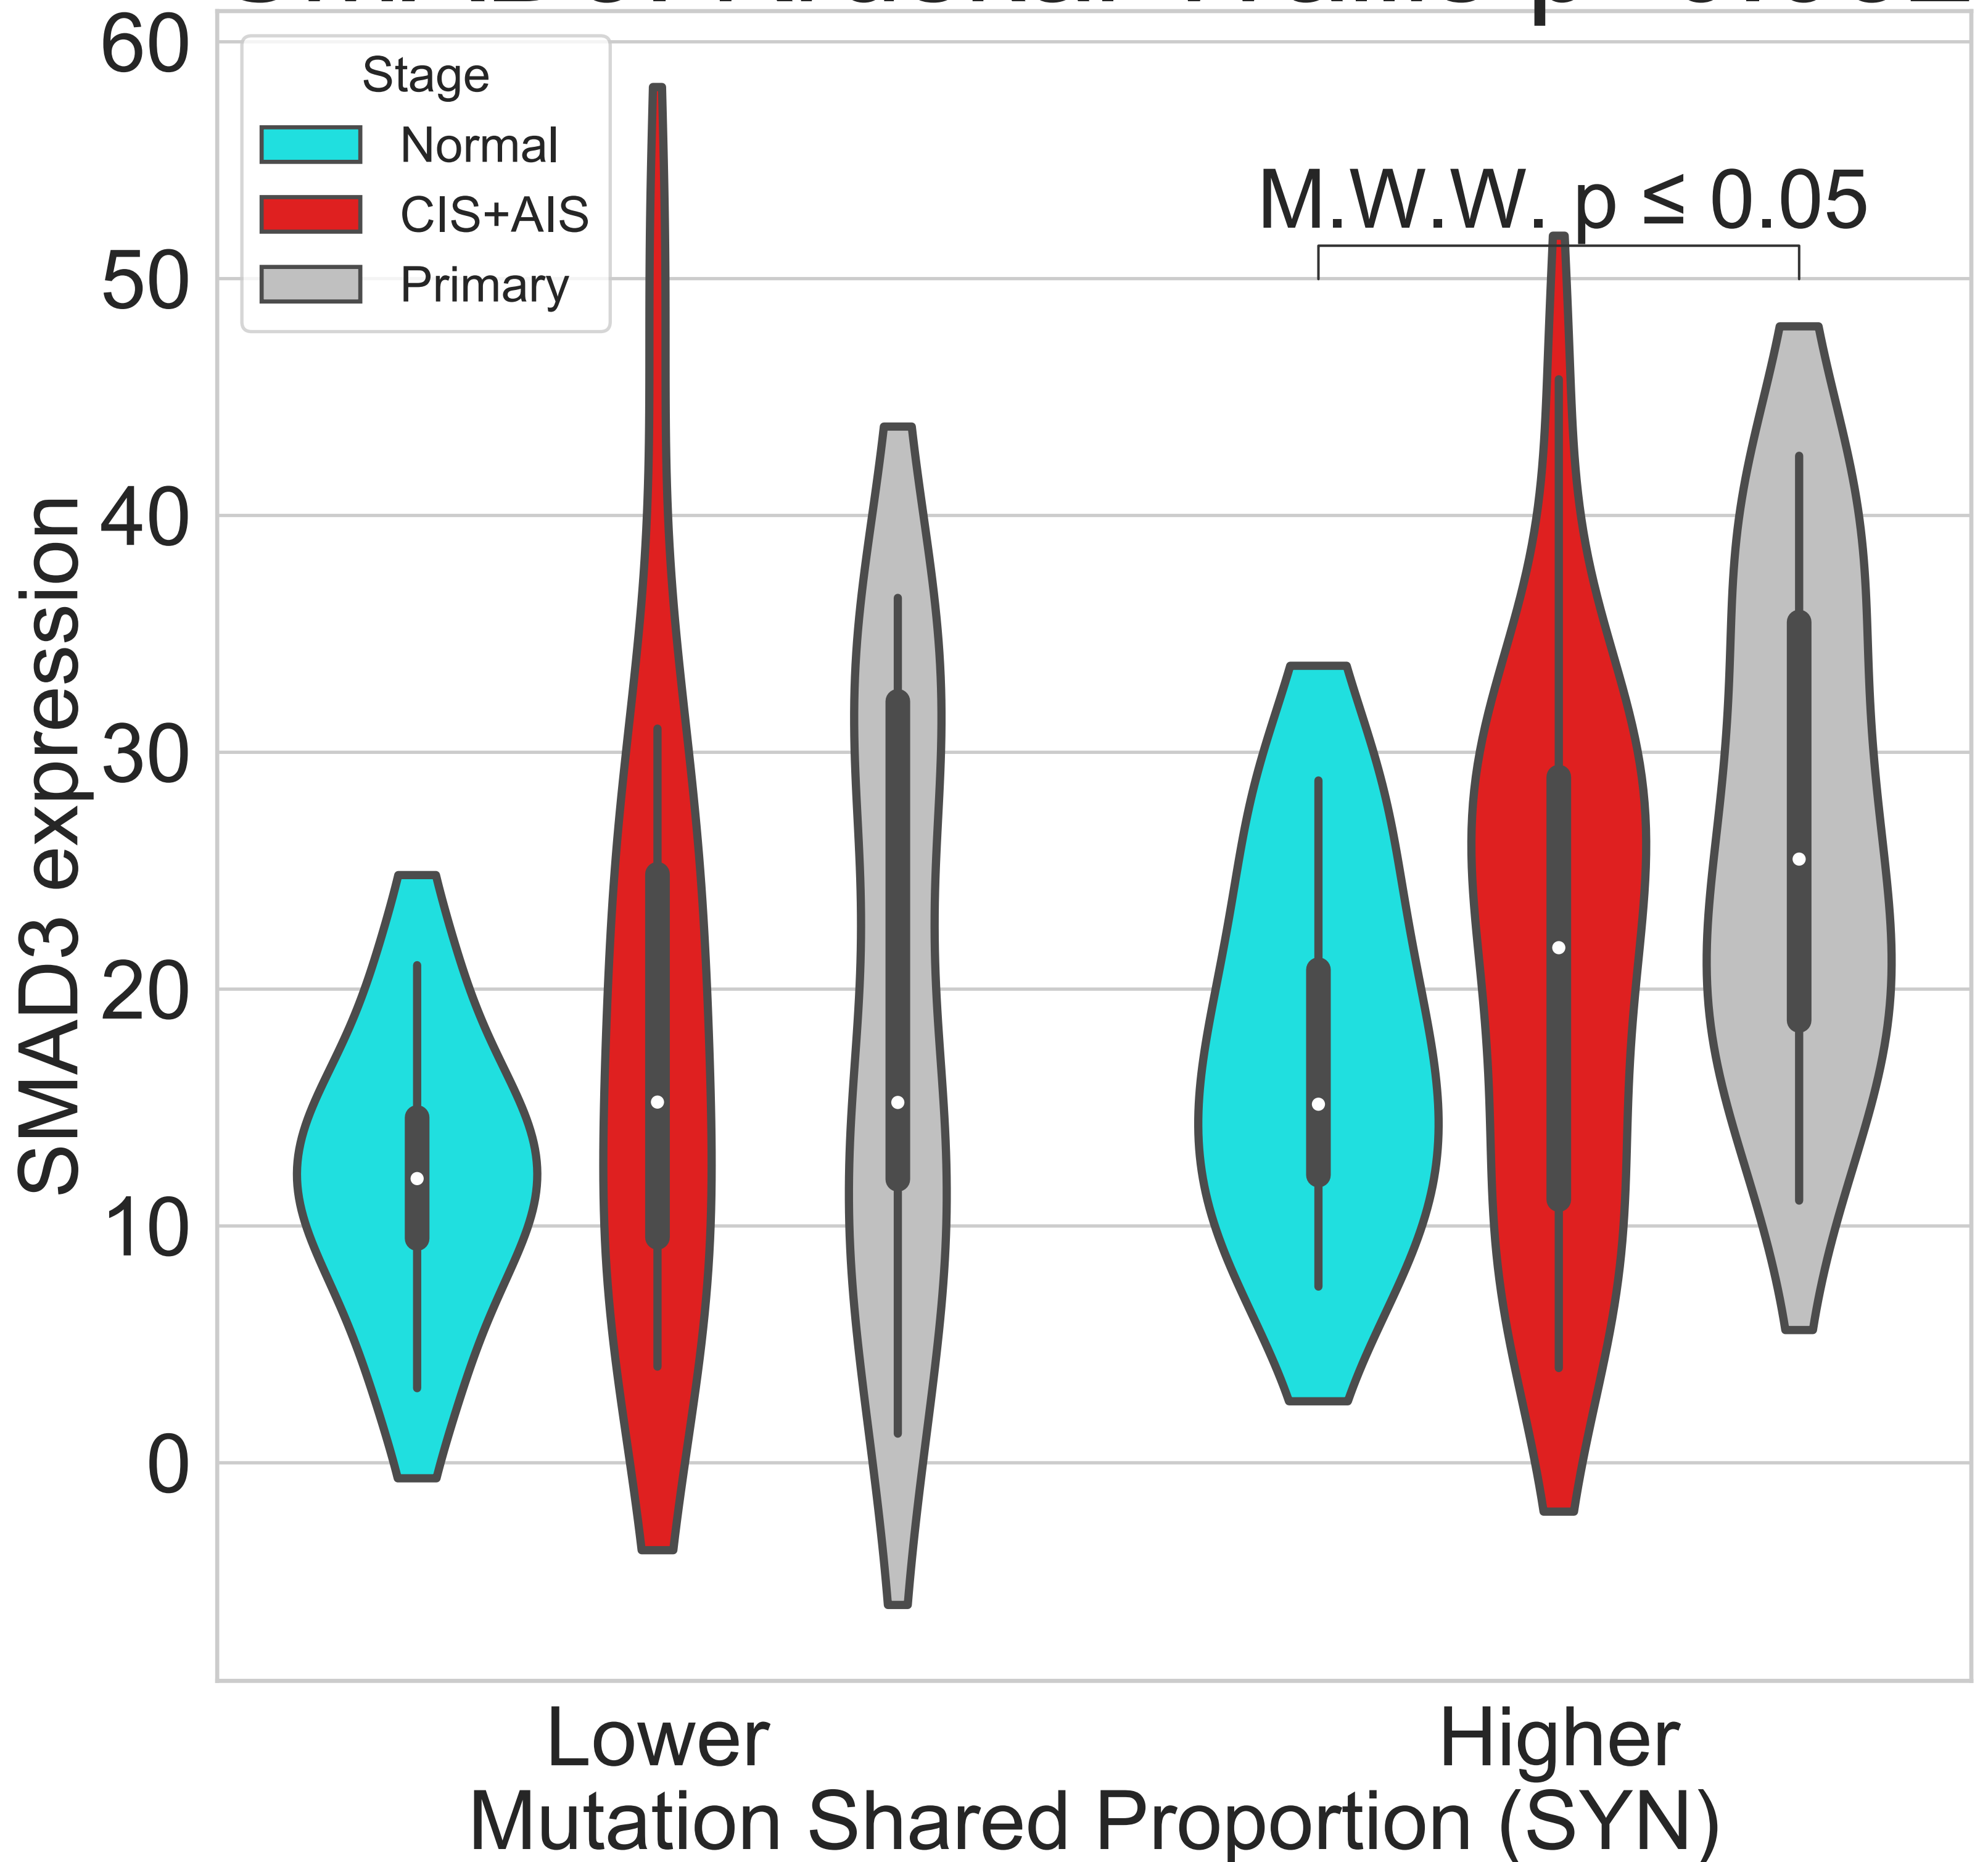 60
50
40
30
20
10
0
SMAD3 expression
Stage
Normal
CIS+AIS
Primary
M.W.W. p ≤ 0.05
Lower
Higher
Mutation Shared Proportion (SYN)